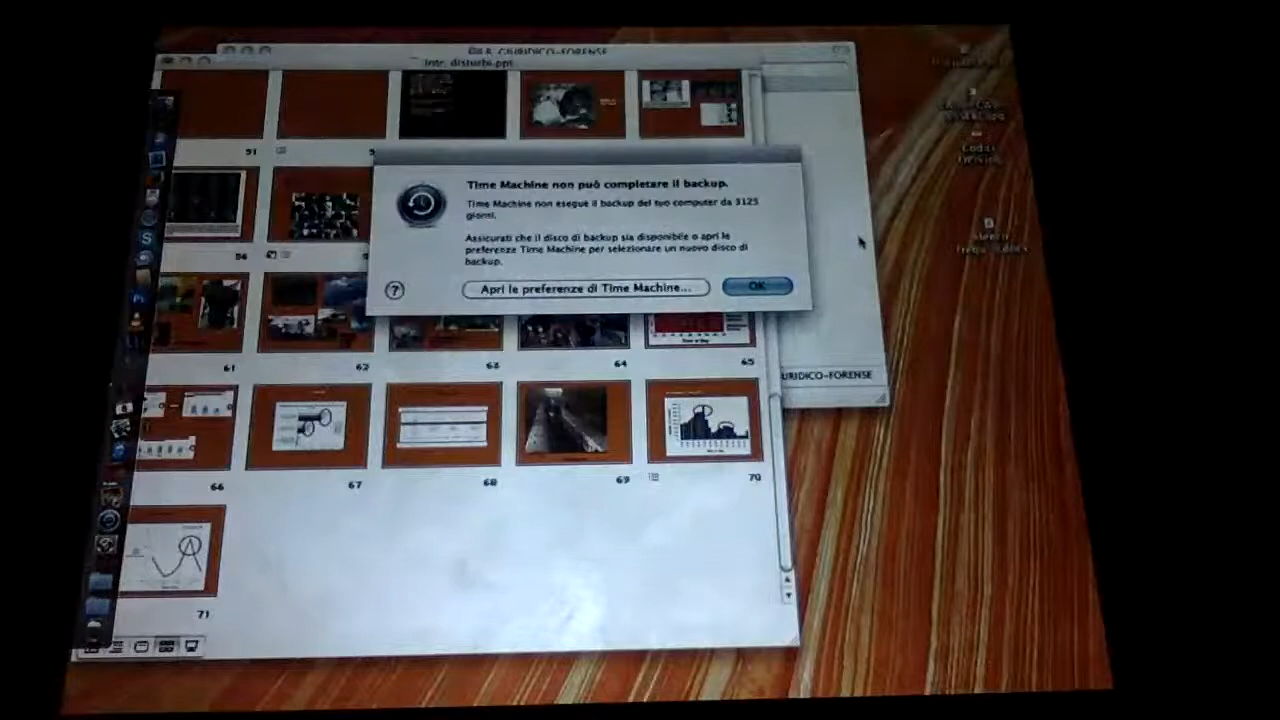 GIURIDICO-FORENSE
Intr. disturbi.ppt
51
Time Machine non può completare il backup.
Time Machine non esegue il backup del tuo computer da 3125
giorni.
Assicurati che il disco di backup sia disponibile o apri le
preferenze Time Machine per selezionare un nuovo disco di
backup.
?
Apri le preferenze di Time Machine...
OK
56
61
62
63
64
65
URIDICO-FORENSE
66
67
68
69
70
71